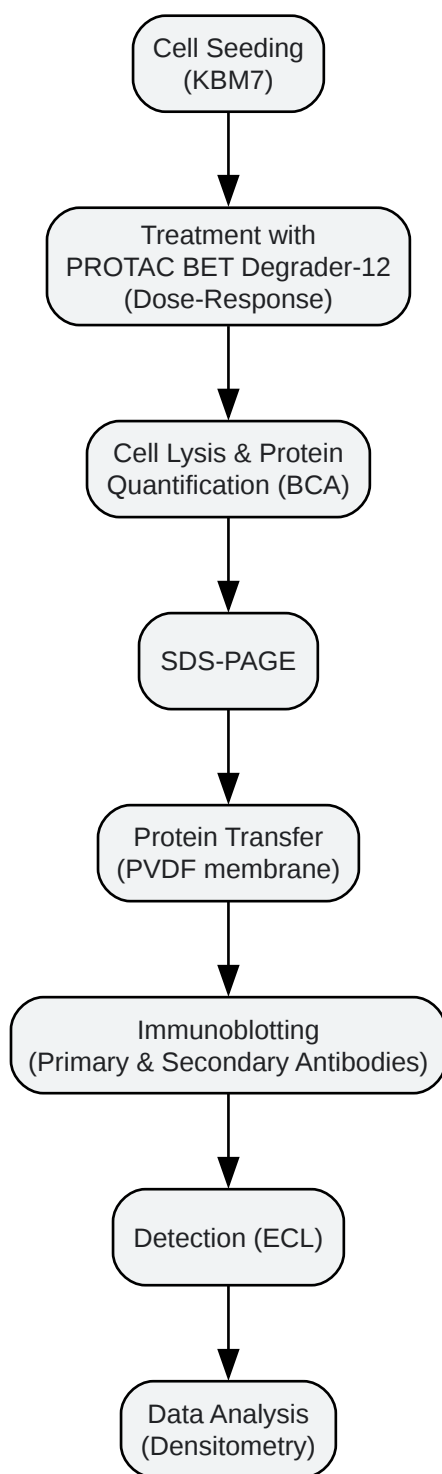 Cell Seeding
(KBM7)
Treatment with
PROTAC BET Degrader-12
(Dose-Response)
Cell Lysis & Protein
Quantification (BCA)
SDS-PAGE
Protein Transfer
(PVDF membrane)
Immunoblotting
(Primary & Secondary Antibodies)
Detection (ECL)
Data Analysis
(Densitometry)